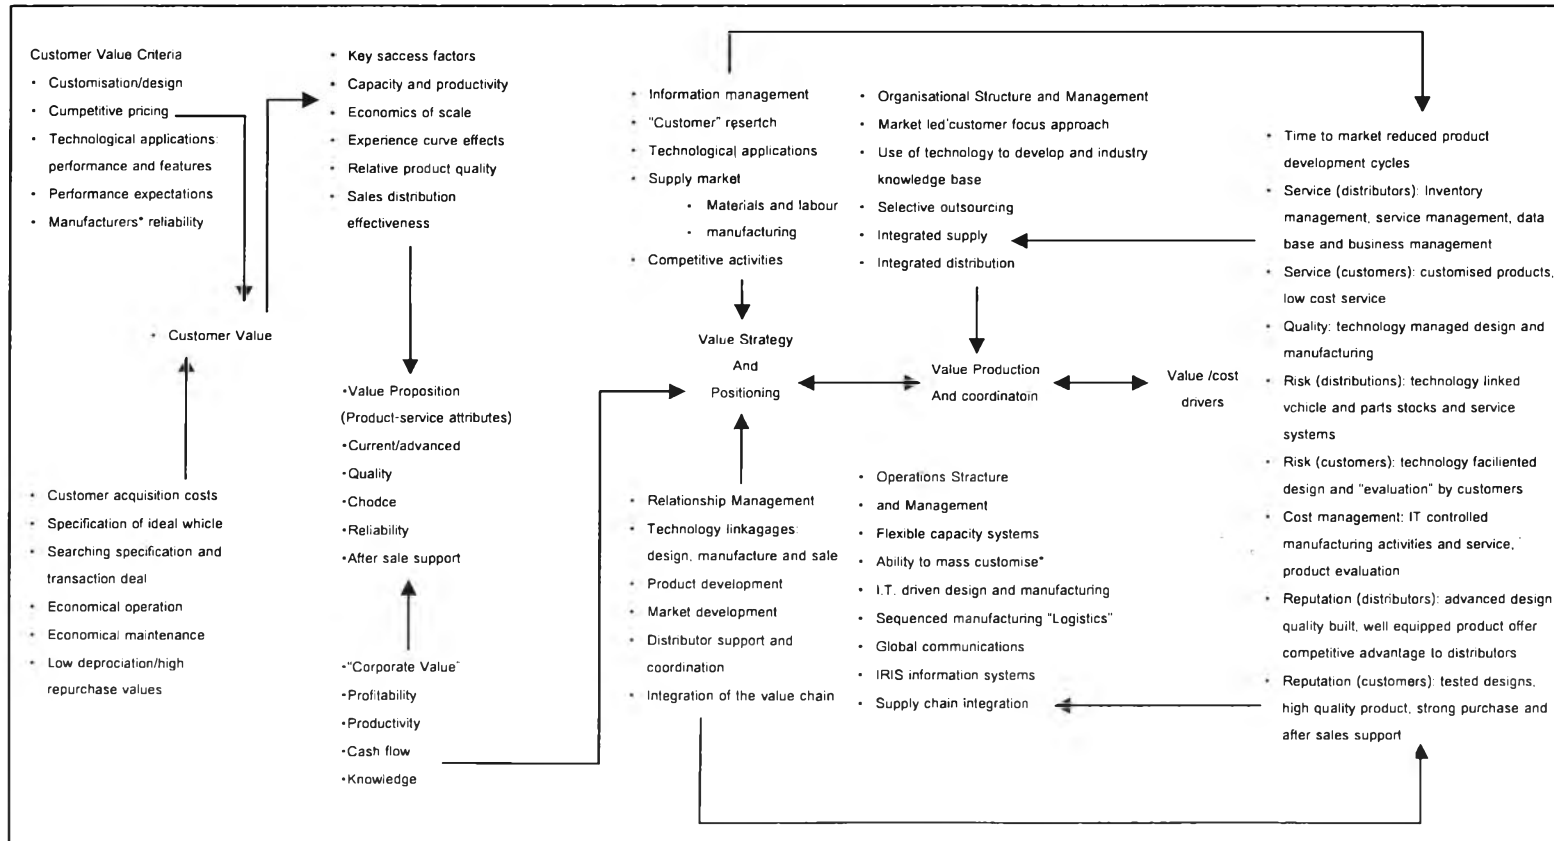 Customer Value Criteria
• Customisation/design
• Cumpetitive pricing
• Technological applications:
performance and features
• Performance expectations
• Manufacturers* reliability
• Customer Value
• Customer acquisition costs
• Specification of ideal whicle
• Searching specification and
transaction deal
• Economical operation
• Economical maintenance
• Low deprociation/high
repurchase values
• Key saccess factors
• Capacity and productivity
• Economics of scale
• Experience curve effects
• Relative product quality
• Sales distribution
effectiveness
•Value Proposition
(Product-service attributes)
•Current/advanced
•Quality
•Chodce
•Reliability
•After sale support
•"Corporate Value"
•Profitability
•Productivity
•Cash flow
•Knowledge
• Information management
• "Customer" resertch
• Technological applications
• Supply market
• Materials and labour
• manufacturing
• Competitive activities
Value Strategy
And
Positioning
• Relationship Management
• Technology linkagages:
design, manufacture and sale
• Product development
• Market development
• Distributor support and
coordination
• Integration of the value chain
• Organisational Structure and Management
• Market led'customer focus approach
• Use of technology to develop and industry
knowledge base
• Selective outsourcing
• Integrated supply
• Integrated distribution
Value Production
And coordinatoin
• Operations Stracture
• and Management
• Flexible capacity systems
• Ability to mass customise*
• I.T. driven design and manufacturing
• Sequenced manufacturing "Logistics"
• Global communications
• IRIS information systems
• Supply chain integration
Value /cost
drivers
• Time to market reduced product
development cycles
• Service (distributors): Inventory
management, service management, data
base and business management
• Service (customers): customised products,
low cost service
• Quality: technology managed design and
manufacturing
• Risk (distributions): technology linked
vchicle and parts stocks and service
systems
• Risk (customers): technology faciliented
design and "evaluation" by customers
• Cost management: IT controlled
manufacturing activities and service,
product evaluation
• Reputation (distributors): advanced design
quality built, well equipped product offer
competitive advantage to distributors
• Reputation (customers): tested designs,
high quality product, strong purchase and
after sales support